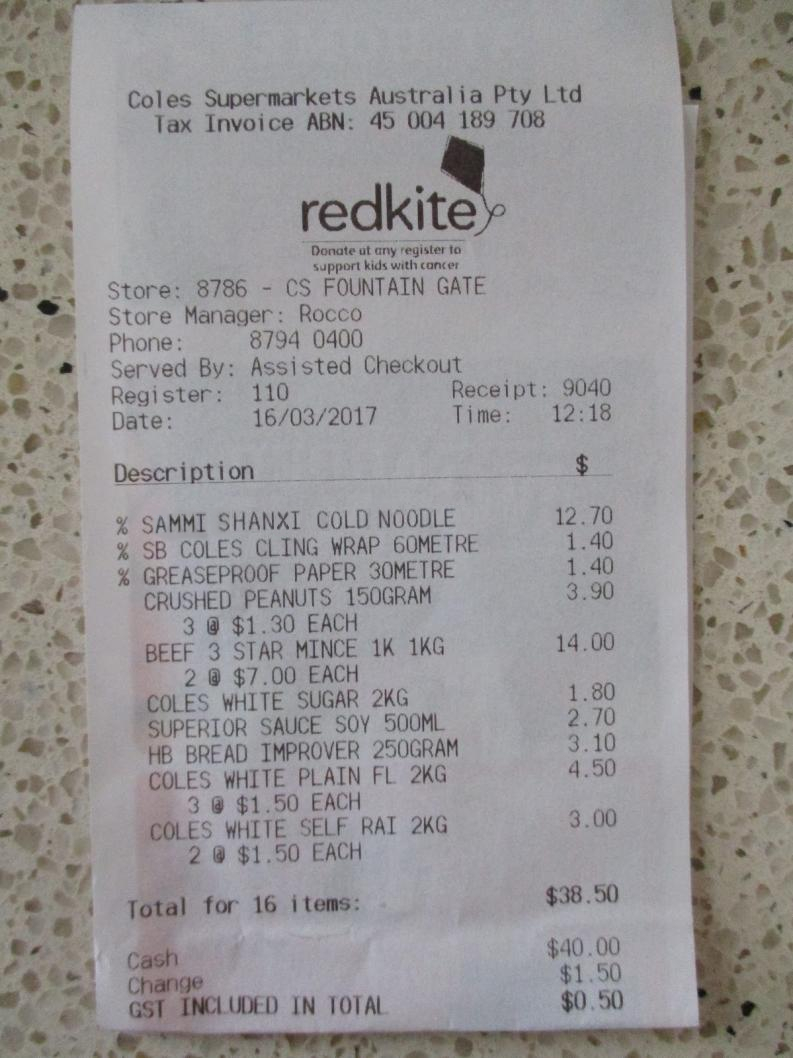 Coles Supermarkets Australia Pty Ltd
Tax Invoice ABN: 45 004 189 708
redkite
Donate at any register to
support kids with cancer
Store: 8786 - CS FOUNTAIN GATE
Store Manager: Rocco
Phone: 8794 0400
Served By: Assisted Checkout
Register: 110 Receipt: 9040
Date: 16/03/2017 Time: 12:18
Description $
% SAMMI SHANXI COLD NOODLE 12.70
% SB COLES CLING WRAP 60METRE 1.40
% GREASEPROOF PAPER 30METRE 1.40
CRUSHED PEANUTS 150GRAM 3.90
3 @ $1.30 EACH
BEEF 3 STAR MINCE 1K 1KG 14.00
2 @ $7.00 EACH
COLES WHITE SUGAR 2KG 1.80
SUPERIOR SAUCE SOY 500ML 2.70
HB BREAD IMPROVER 250GRAM 3.10
COLES WHITE PLAIN FL 2KG 4.50
3 @ $1.50 EACH
COLES WHITE SELF RAI 2KG 3.00
2 @ $1.50 EACH
Total for 16 items: $38.50
Cash $40.00
Change $1.50
GST INCLUDED IN TOTAL $0.50